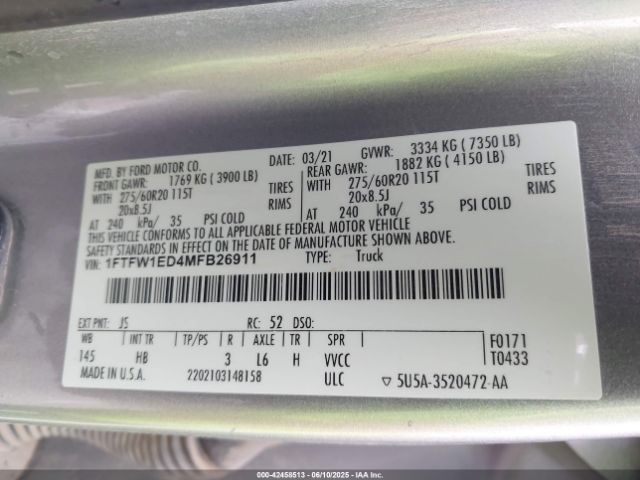 MFD. BY FORD MOTOR CO.
DATE: 03/21 GVWR: 3334 KG ( 7350 LB)
FRONT GAWR: 1769 KG ( 3900 LB) REAR GAWR: 1882 KG ( 4150 LB)
WITH 275/60R20 115T TIRES WITH 275/60R20 115T TIRES
20x8.5J RIMS 20x8.5J RIMS
AT 240 kPa/ 35 PSI COLD AT 240 kPa/ 35 PSI COLD
THIS VEHICLE CONFORMS TO ALL APPLICABLE FEDERAL MOTOR VEHICLE
SAFETY STANDARDS IN EFFECT ON THE DATE OF MANUFACTURE SHOWN ABOVE.
VIN: 1FTFW1ED4MFB26911 TYPE: Truck
EXT PNT: J5 RC: 52 DSO:
WB INT TR TP/PS R AXLE TR SPR F0171
145 HB 3 L6 H VVCC T0433
MADE IN U.S.A. 2202103148158 ULC 5U5A-3520472-AA
000-42458513 - 06/10/2025 - COPYRIGHT IAA, LLC.